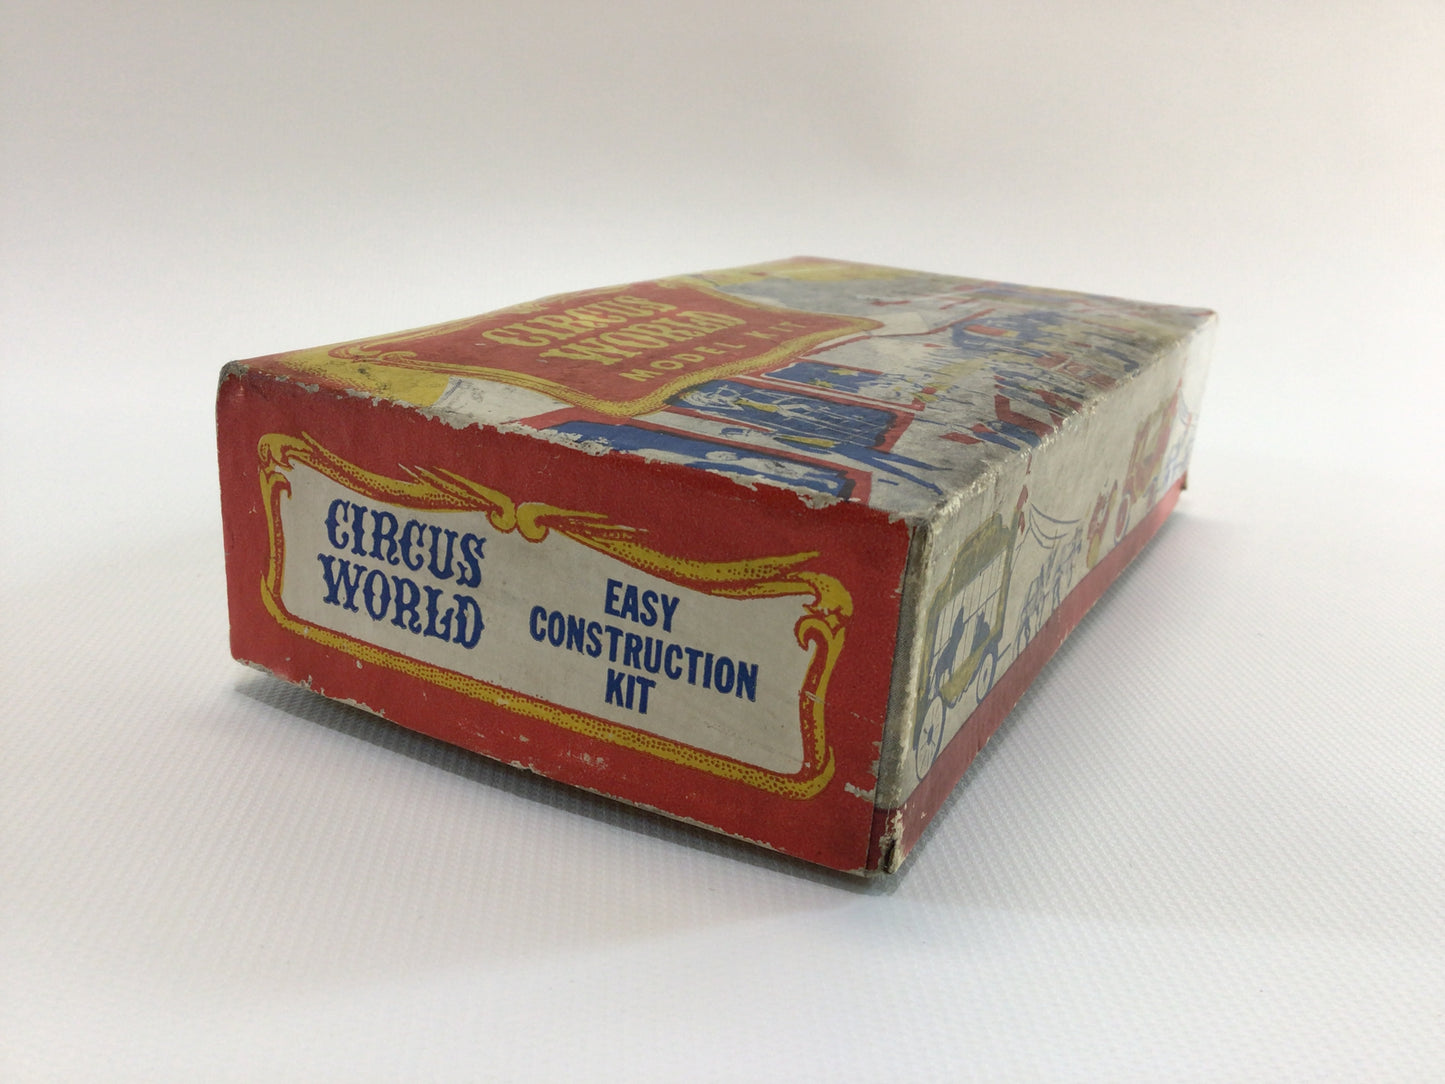 CIRCUS
WORLD
MODEL KIT
CIRCUS
WORLD
EASY
CONSTRUCTION
KIT